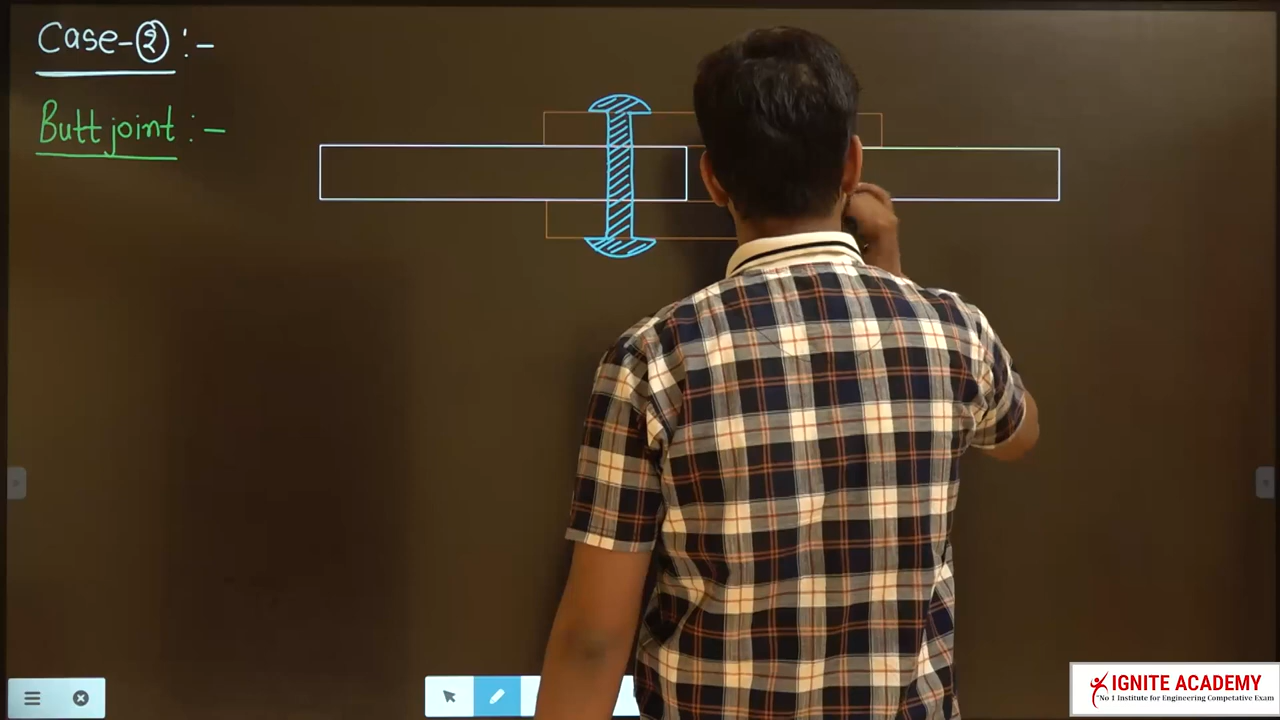 Case-②:-
Butt joint :-
IGNITE ACADEMY
"No 1 Institute for Engineering Competative Exam